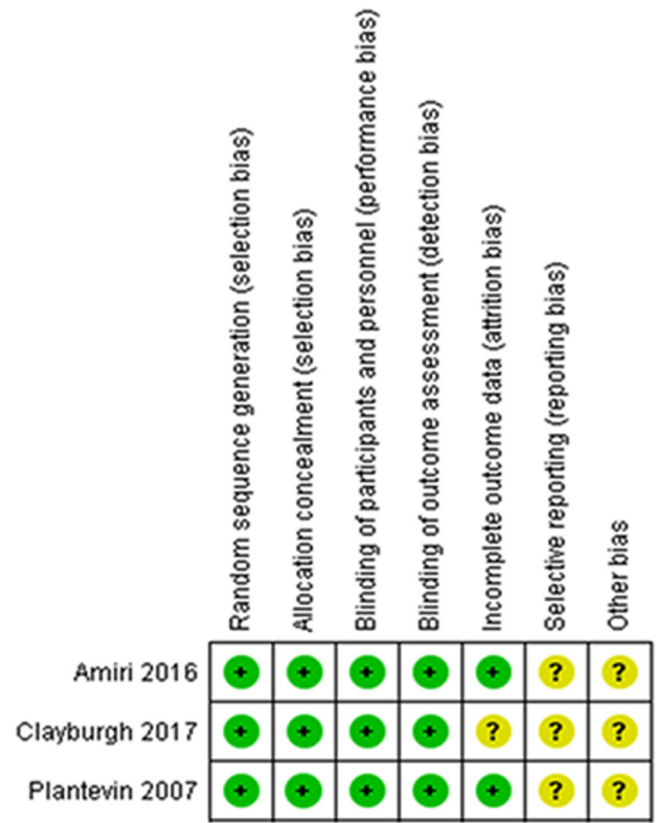 Random sequence generation (selection bias)
Allocation concealment (selection bias)
Blinding of participants and personnel (performance bias)
Blinding of outcome assessment (detection bias)
Incomplete outcome data (attrition bias)
Selective reporting (reporting bias)
Other bias
Amiri 2016 + + + + + ? ?
Clayburgh 2017 + + + + ? ? ?
Plantevin 2007 + + + + + ? ?